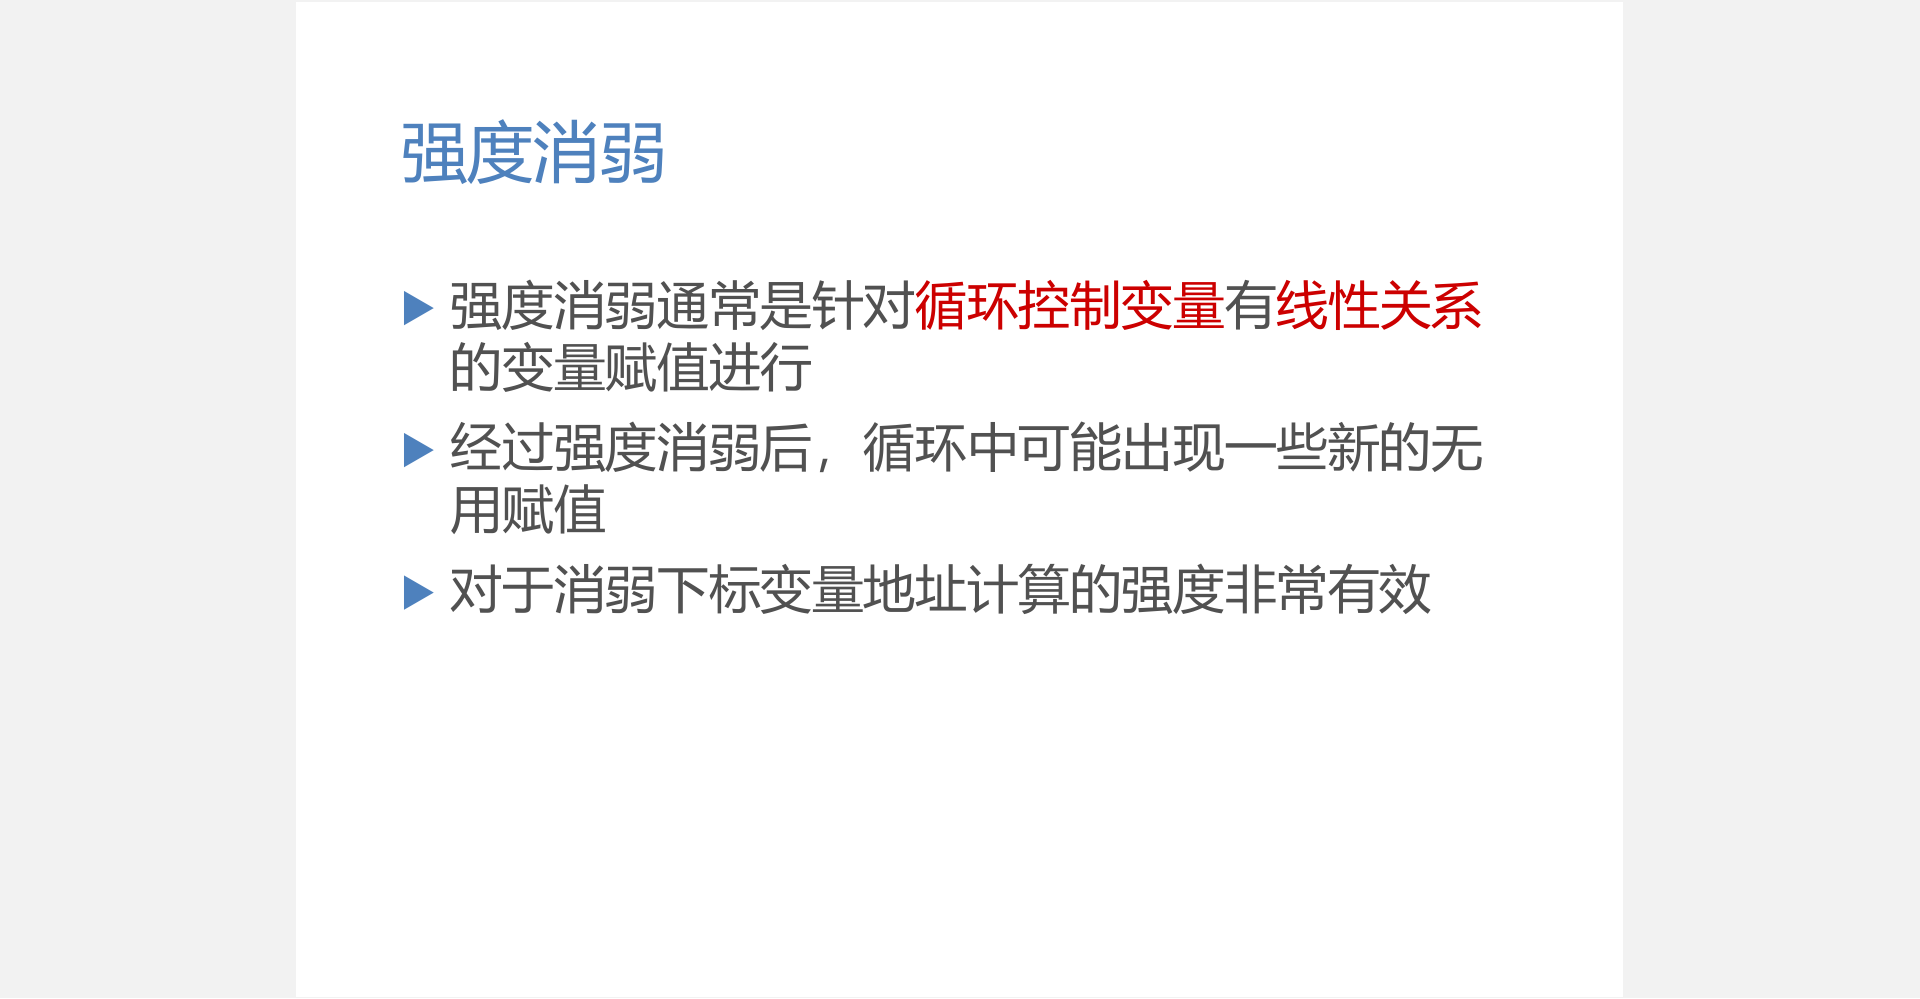 强度消弱
强度消弱通常是针对循环控制变量有线性关系
的变量赋值进行
经过强度消弱后，循环中可能出现一些新的无
用赋值
对于消弱下标变量地址计算的强度非常有效